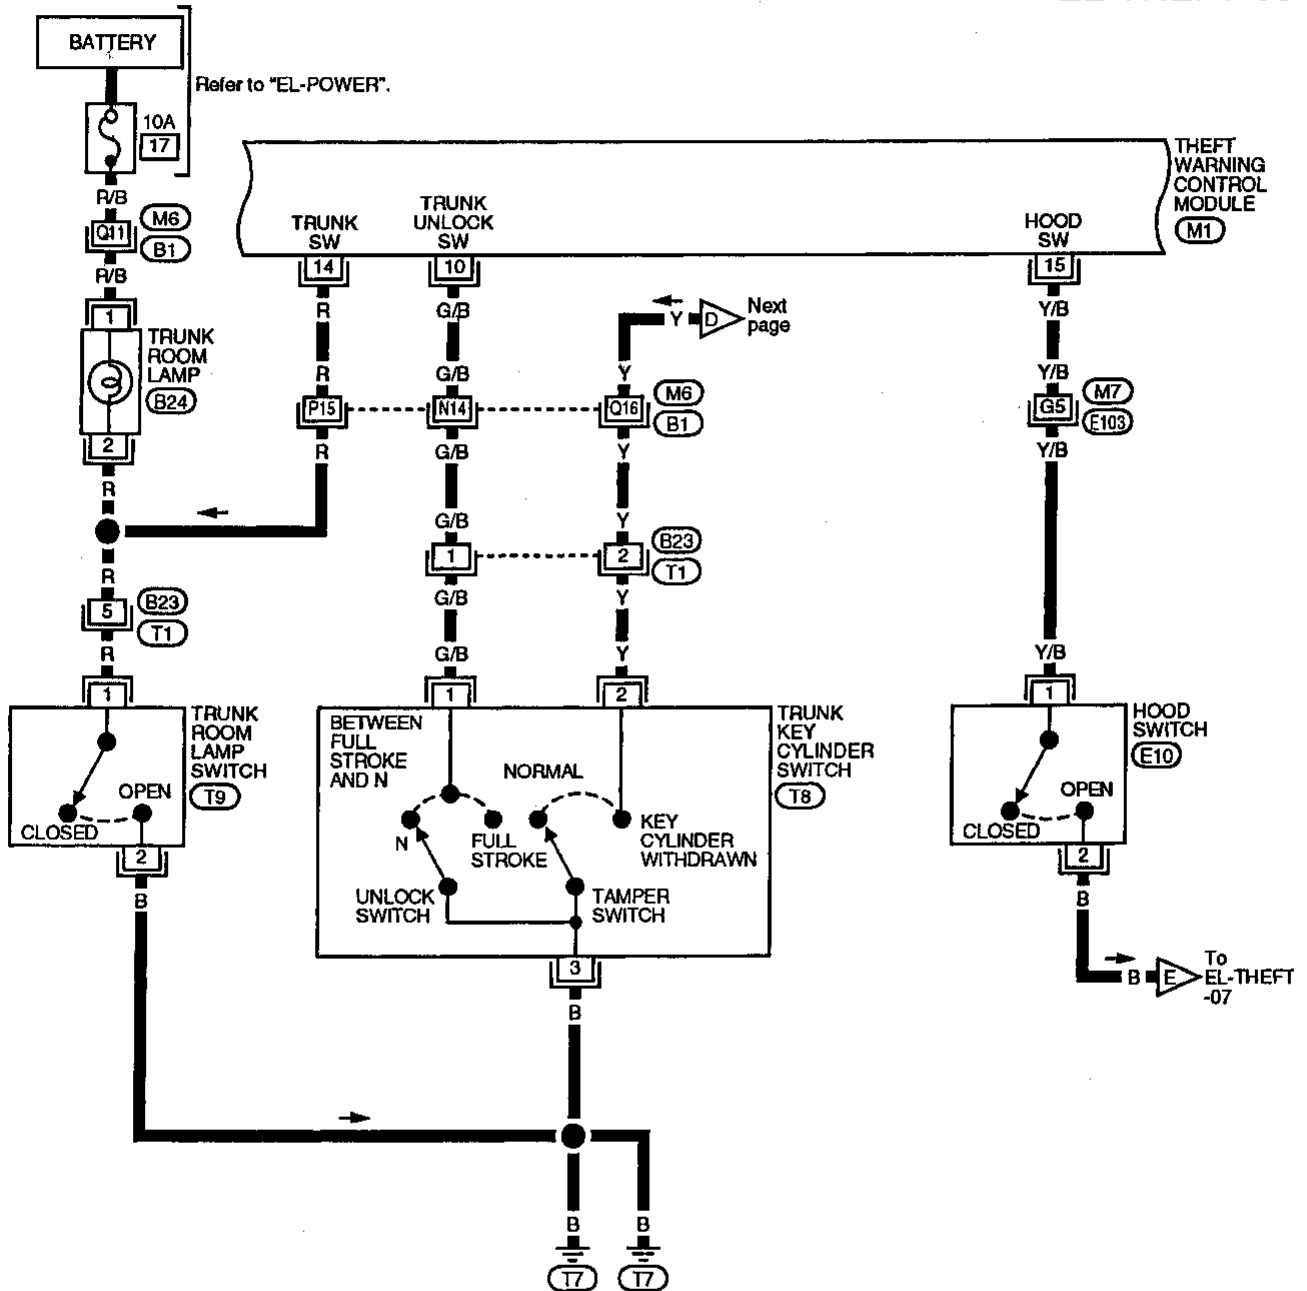 BATTERY
Refer to "EL-POWER".
10A
17
R/B
Q11
M6
B1
R/B
1
TRUNK
ROOM
LAMP
B24
2
R
R
5
B23
T1
R
1
TRUNK
ROOM
LAMP
SWITCH
T9
OPEN
CLOSED
2
B
THEFT
WARNING
CONTROL
MODULE
M1
TRUNK
SW
14
R
R
P15
R
TRUNK
UNLOCK
SW
10
G/B
G/B
N14
G/B
G/B
1
G/B
G/B
1
Y
D
Next
page
Y
Q16
M6
B1
Y
Y
2
B23
T1
Y
Y
2
BETWEEN
FULL
STROKE
AND N
NORMAL
N
FULL
STROKE
KEY
CYLINDER
WITHDRAWN
UNLOCK
SWITCH
TAMPER
SWITCH
TRUNK
KEY
CYLINDER
SWITCH
T8
3
B
B
B
T7
T7
HOOD
SW
15
Y/B
Y/B
G5
M7
E103
Y/B
Y/B
1
HOOD
SWITCH
E10
OPEN
CLOSED
2
B
B
E
To
EL-THEFT
-07